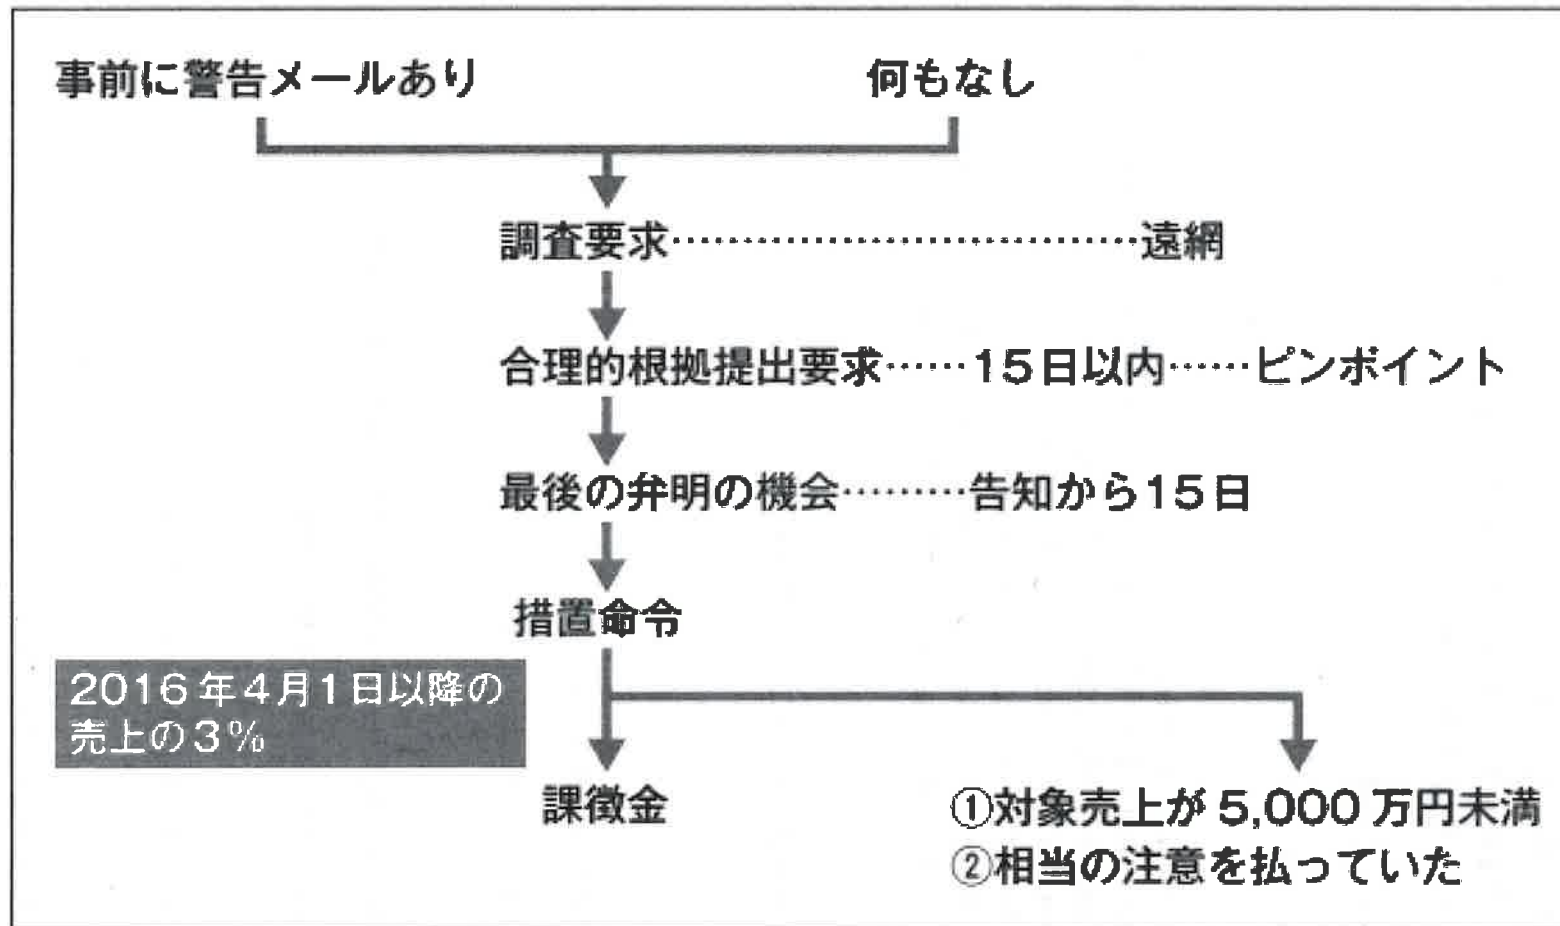 事前に警告メールあり 何もなし
調査要求……………………………遠網
合理的根拠提出要求……15日以内……ピンポイント
最後の弁明の機会………告知から15日
措置命令
2016年4月1日以降の
売上の3%
課徴金
①対象売上が5,000万円未満
②相当の注意を払っていた